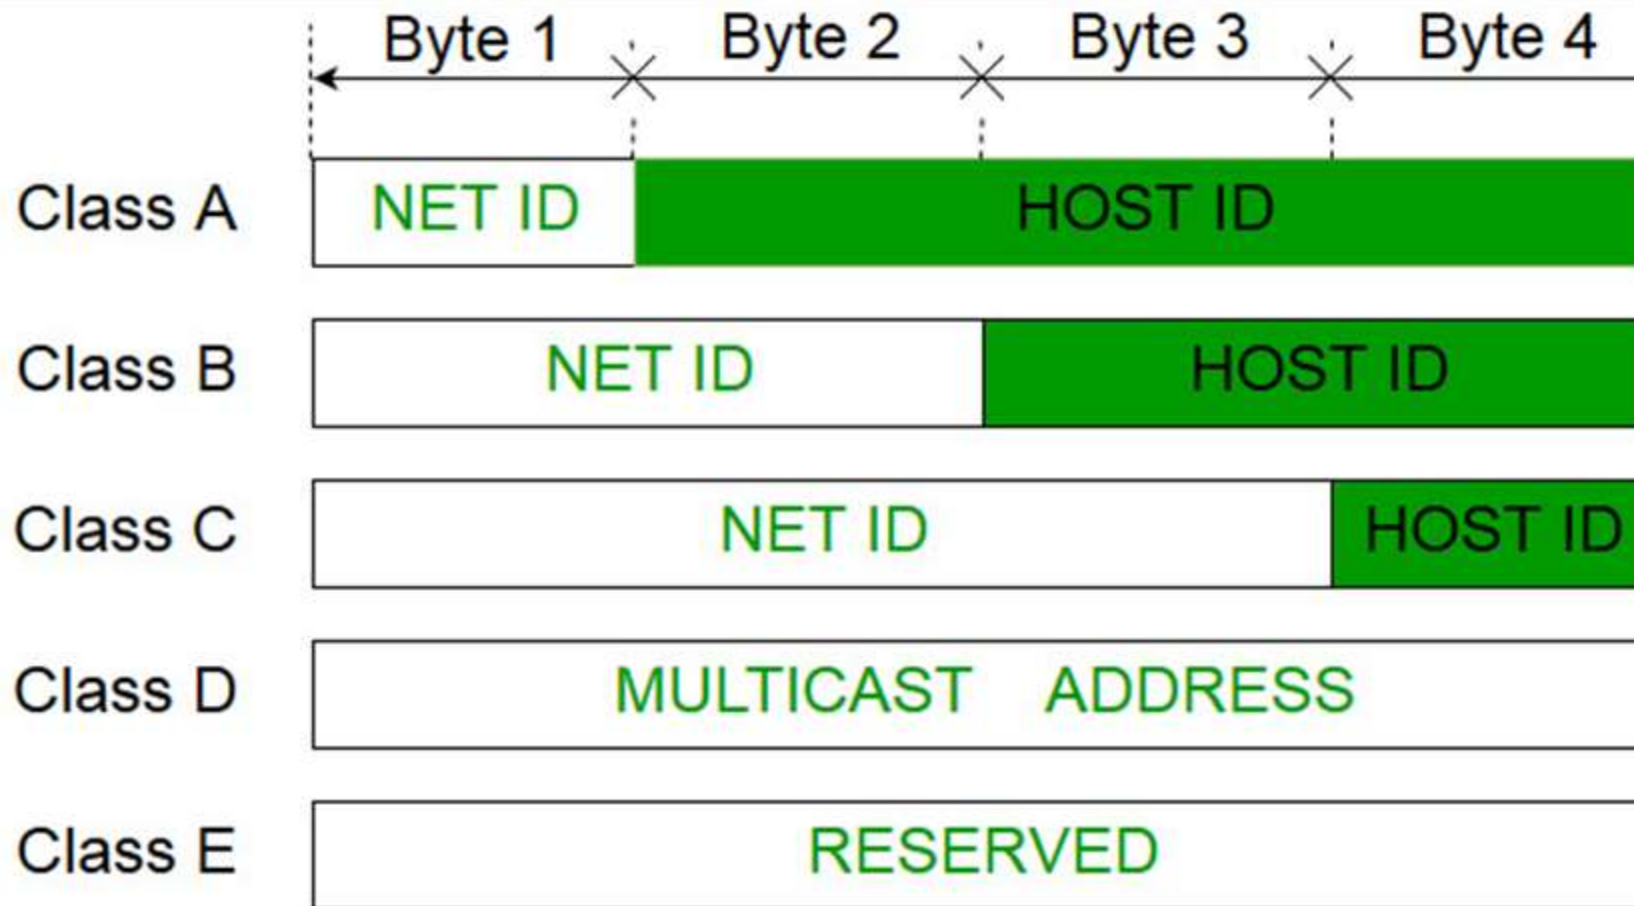 Byte 1 Byte 2 Byte 3 Byte 4
Class A NET ID HOST ID
Class B NET ID HOST ID
Class C NET ID HOST ID
Class D MULTICAST ADDRESS
Class E RESERVED